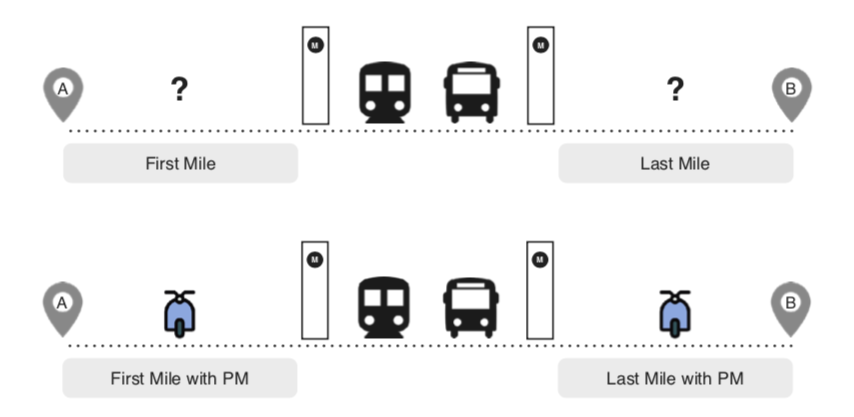 M
M
A
?
?
B
First Mile
Last Mile
M
M
A
B
First Mile with PM
Last Mile with PM